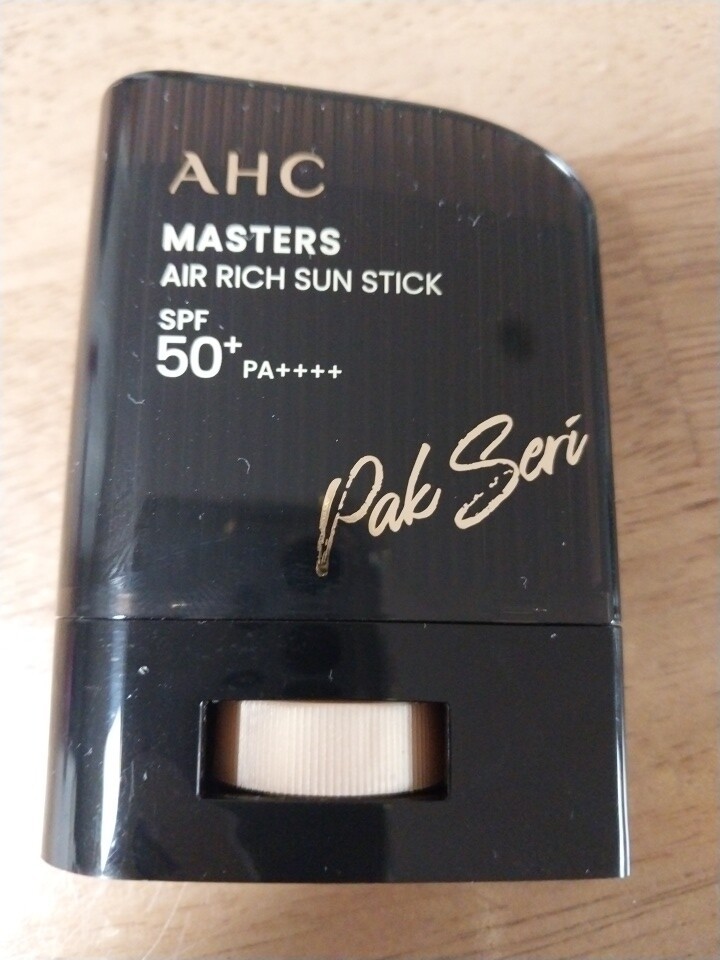 AHC
MASTERS
AIR RICH SUN STICK
SPF
50+ PA++++
Pak Seri